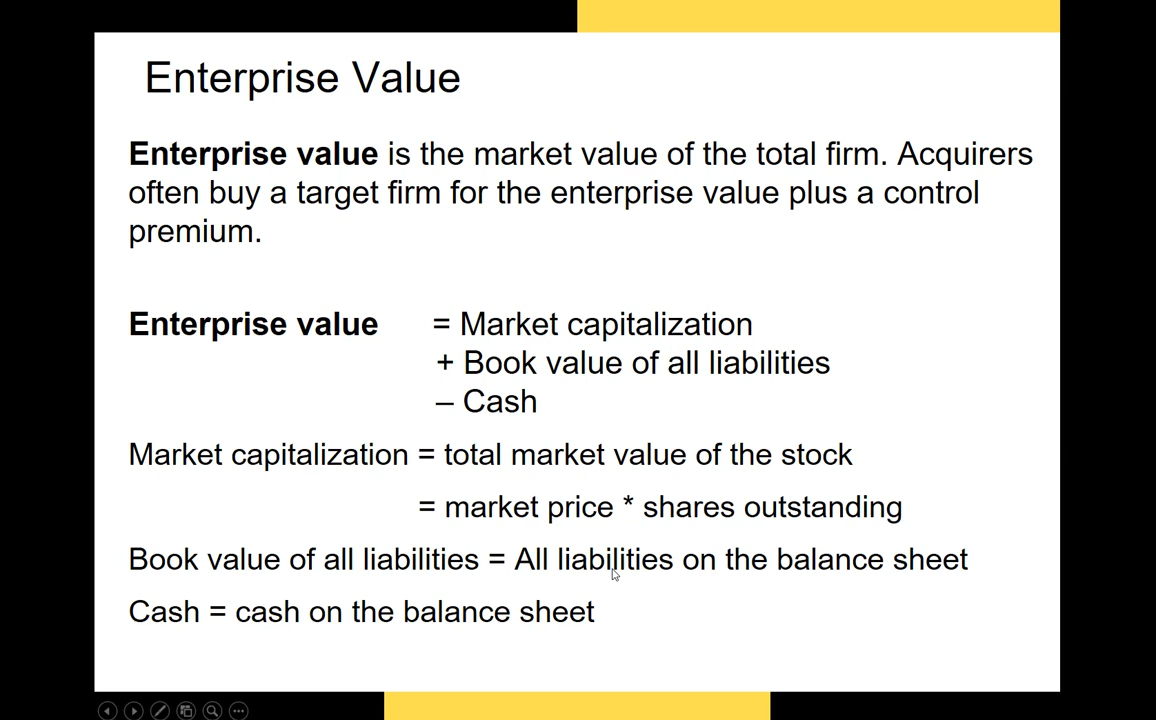 Enterprise Value
Enterprise value is the market value of the total firm. Acquirers
often buy a target firm for the enterprise value plus a control
premium.
Enterprise value = Market capitalization
+ Book value of all liabilities
– Cash
Market capitalization = total market value of the stock
= market price * shares outstanding
Book value of all liabilities = All liabilities on the balance sheet
Cash = cash on the balance sheet